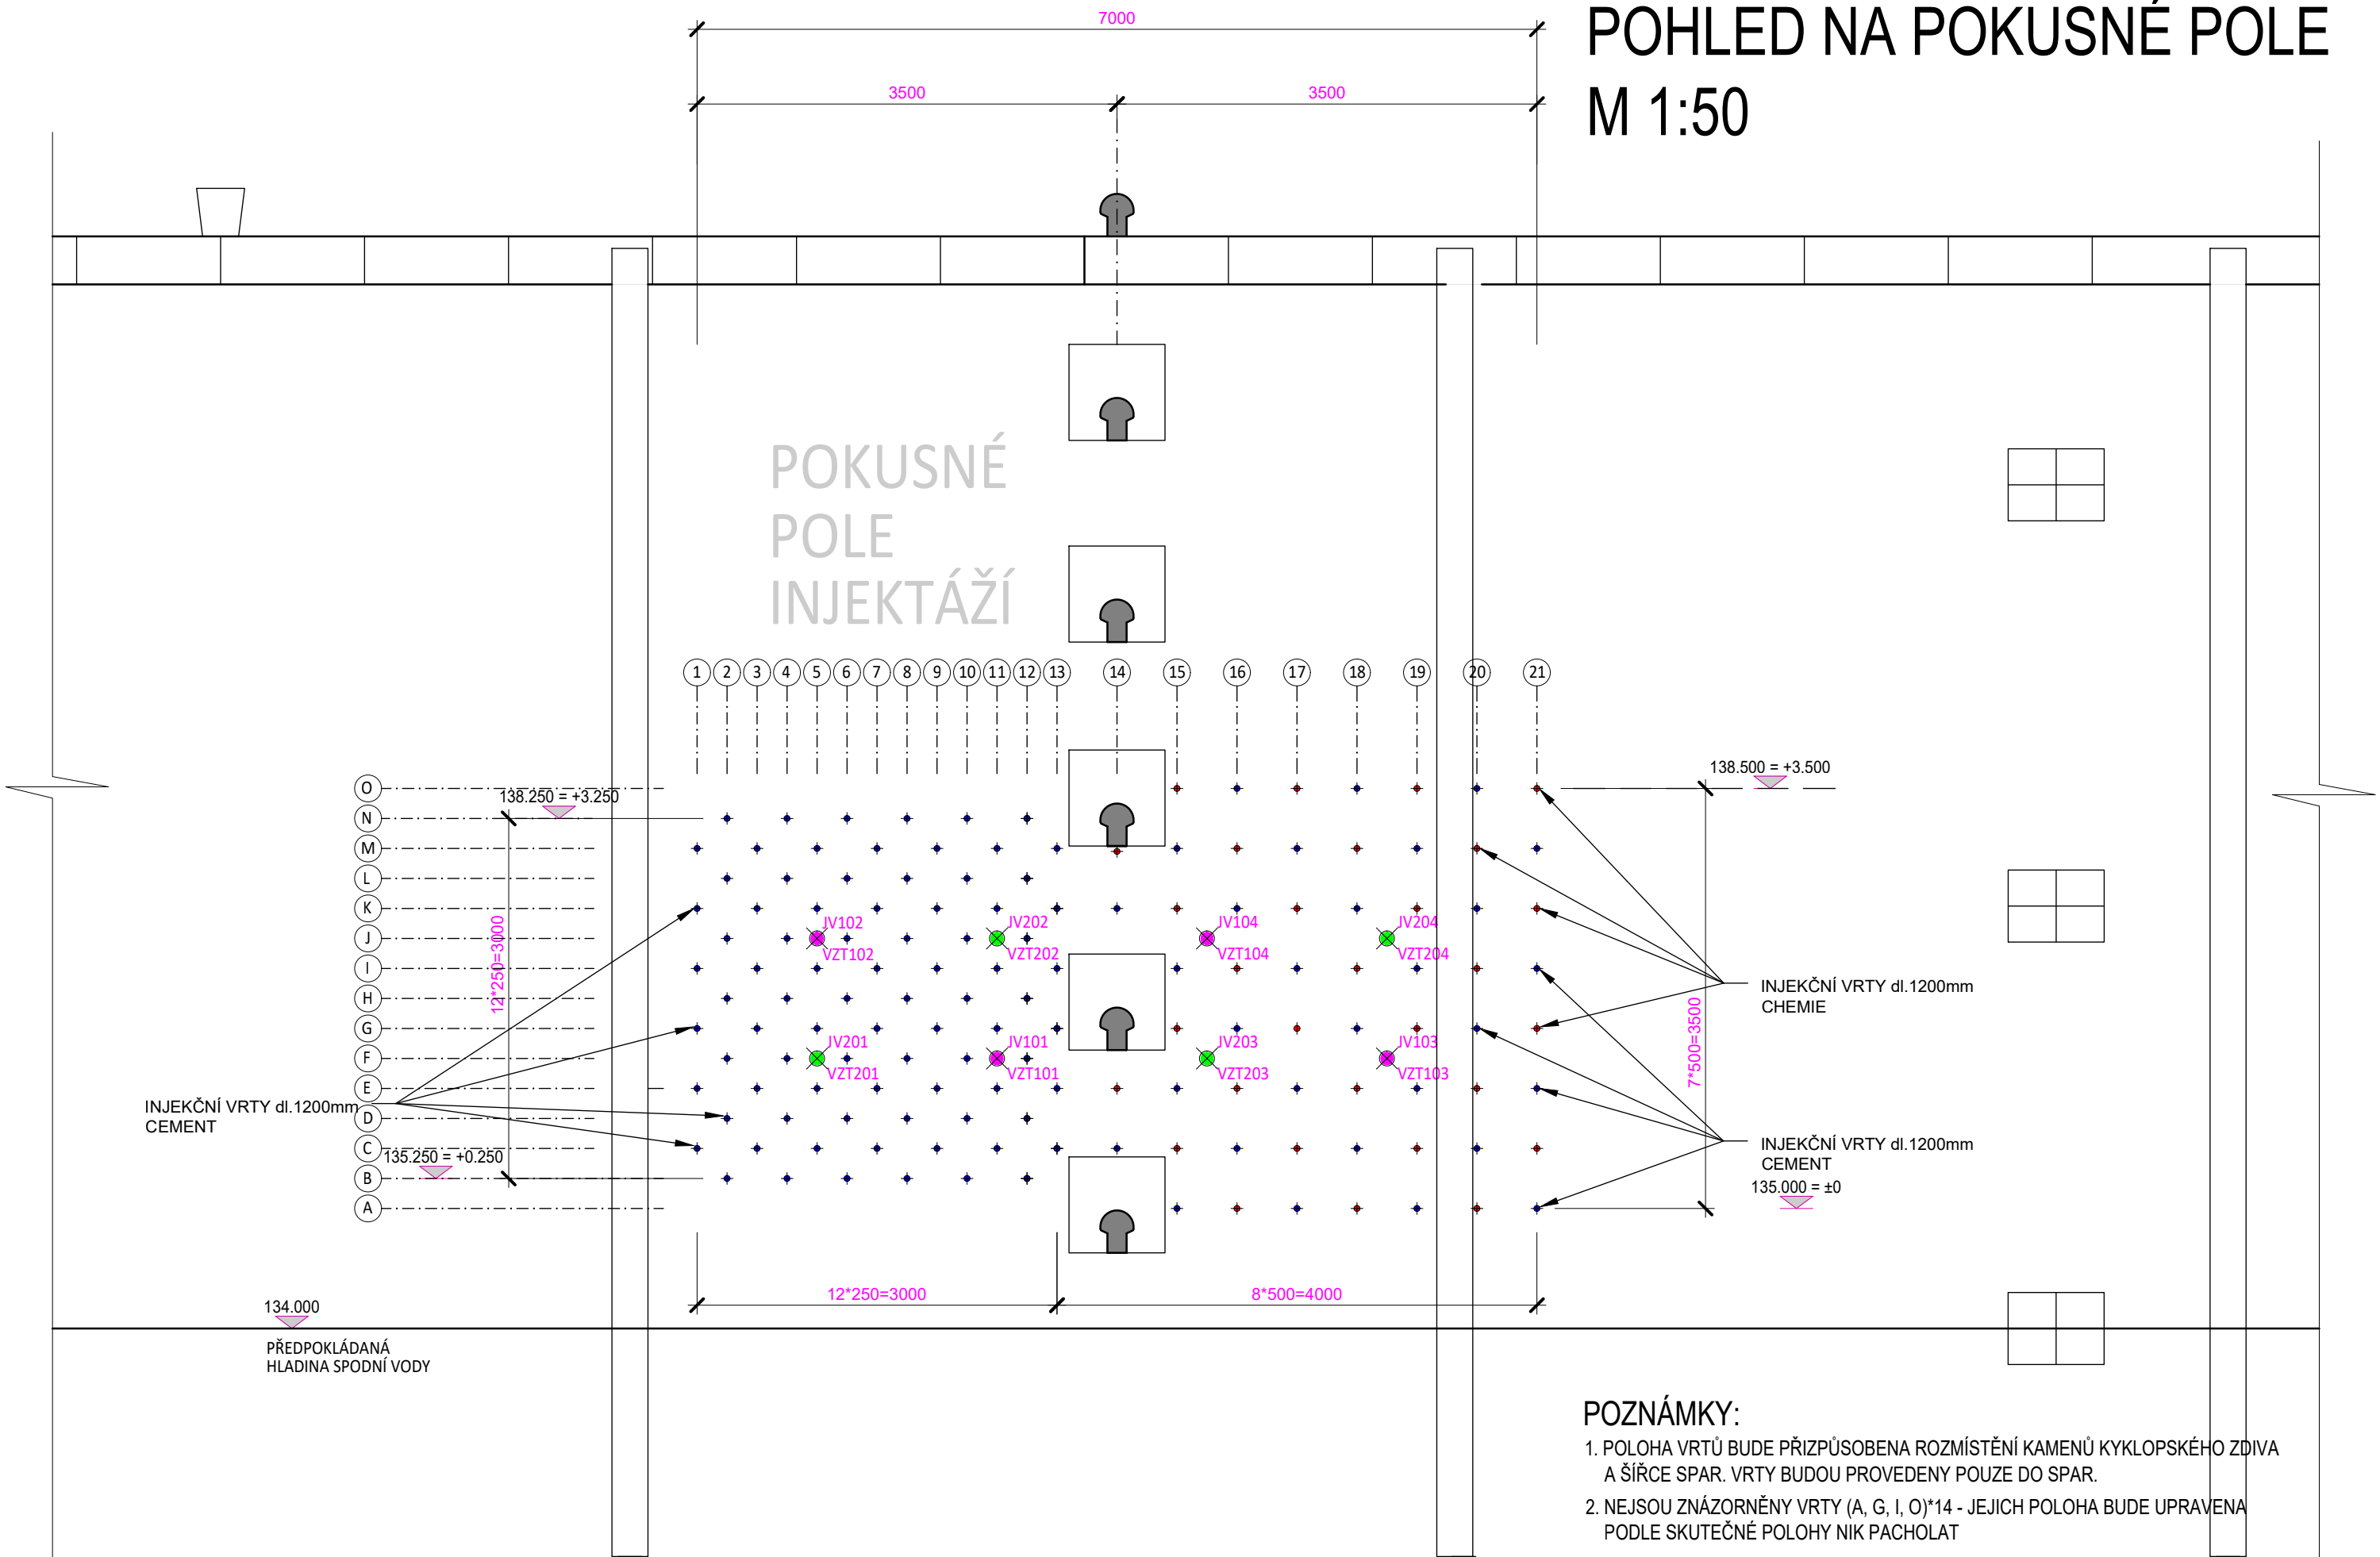 7000
POHLED NA POKUSNÉ POLE
3500
3500
M 1:50
POKUSNÉ
POLE
INJEKTÁŽÍ
1 2 3 4 5 6 7 8 9 10 11 12 13 14 15 16 17 18 19 20 21
138.500 = +3.500
O
138.250 = +3.250
N
M
L
K
JV102
JV202
JV104
JV204
J
VZT102
VZT202
VZT104
VZT204
12*250=3000
I
INJEKČNÍ VRTY dl.1200mm
CHEMIE
H
G
7*500=3500
JV201
JV101
JV203
JV103
F
VZT201
VZT101
VZT203
VZT103
E
INJEKČNÍ VRTY dl.1200mm
CEMENT
D
INJEKČNÍ VRTY dl.1200mm
CEMENT
C
135.250 = +0.250
B
135.000 = ±0
A
12*250=3000
8*500=4000
134.000
PŘEDPOKLÁDANÁ
HLADINA SPODNÍ VODY
POZNÁMKY:
1. POLOHA VRTŮ BUDE PŘIZPŮSOBENA ROZMÍSTĚNÍ KAMENŮ KYKLOPSKÉHO ZDIVA
A ŠÍŘCE SPAR. VRTY BUDOU PROVEDENY POUZE DO SPAR.
2. NEJSOU ZNÁZORNĚNY VRTY (A, G, I, O)*14 - JEJICH POLOHA BUDE UPRAVENA
PODLE SKUTEČNÉ POLOHY NIK PACHOLAT